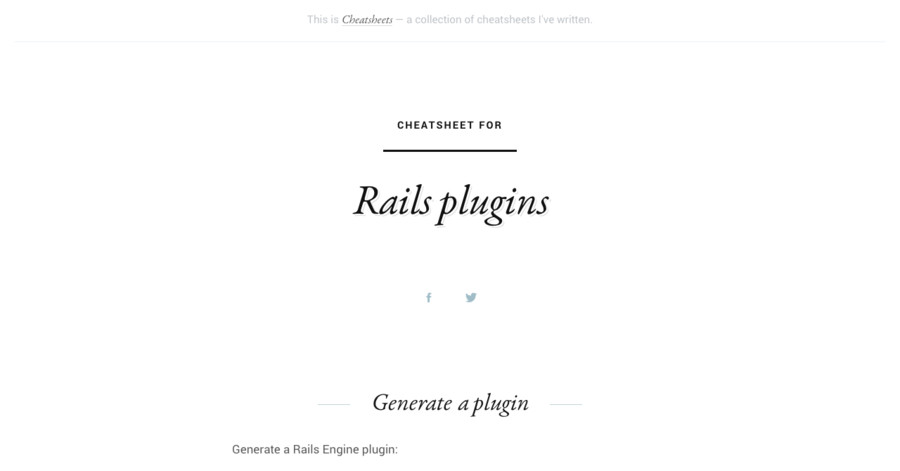 This is Cheatsheets — a collection of cheatsheets I've written.
CHEATSHEET FOR
Rails plugins
Generate a plugin
Generate a Rails Engine plugin: